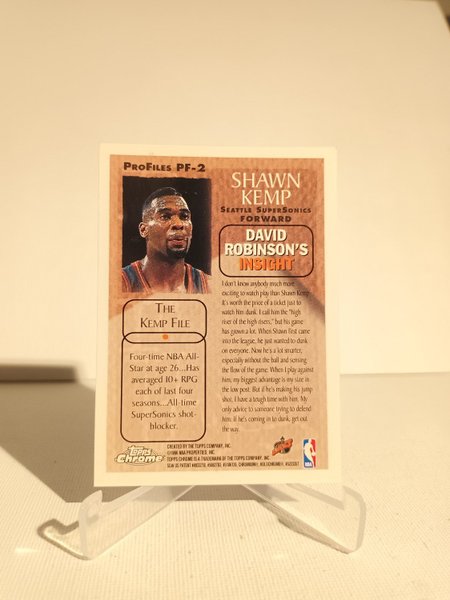 PROFILES PF-2
SHAWN
KEMP
SEATTLE SUPERSONICS
FORWARD
DAVID
ROBINSON'S
INSIGHT
I don't know anybody much more
exciting to watch play than Shawn Kemp.
It's worth the price of a ticket just to
watch him dunk. I call him the "high
riser of the high risers," but his
game has grown a lot. When Shawn first came
into the league, he just wanted to dunk
on everyone. Now he's a lot smarter,
especially without the ball and sensing
the flow of the game. When I play against
him, my biggest advantage is my size in
the low post. But if he's making his jump
shot, I have a tough time with him. My
only advice to someone trying to defend
him: if he's coming in to dunk, get out
the way.
THE
KEMP FILE
Four-time NBA All-
Star at age 26...Has
averaged 10+ RPG
each of last four
seasons...All-time
SuperSonics shot-
blocker.
Topps
Chrome
CREATED BY THE TOPPS COMPANY, INC.
NBA PROPERTIES, INC.
TOPPS CHROME IS A TRADEMARK OF THE TOPPS COMPANY, INC.
NBA